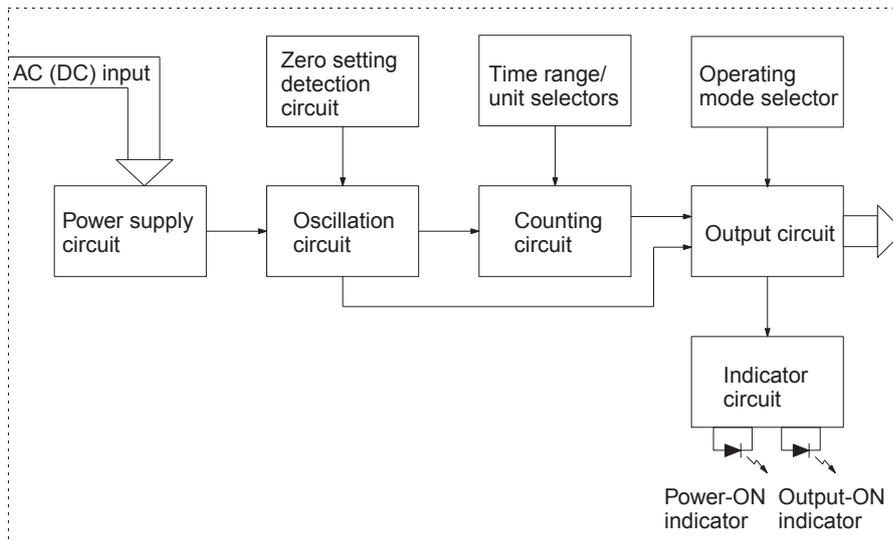 AC (DC) input
Zero setting
detection
circuit
Time range/
unit selectors
Operating
mode selector
Power supply
circuit
Oscillation
circuit
Counting
circuit
Output circuit
Indicator
circuit
Power-ON
indicator
Output-ON
indicator